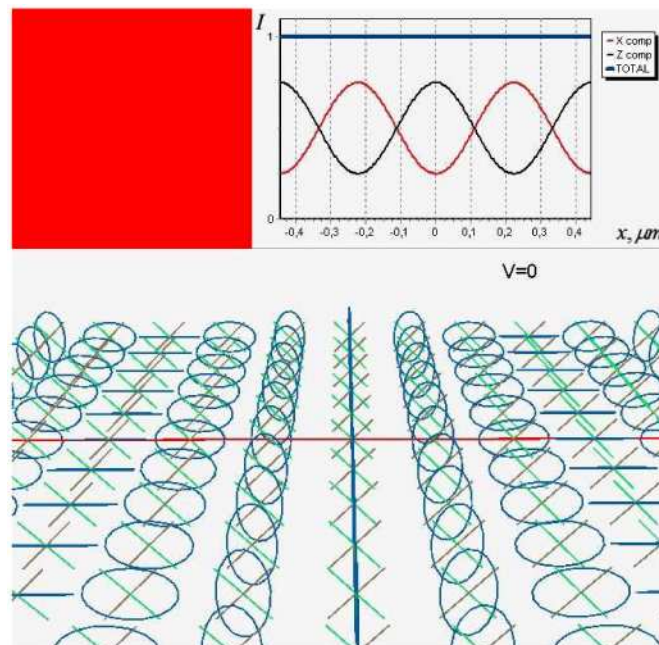 I
1
X comp
Z comp
TOTAL
0
-0,4 -0,3 -0,2 -0,1 0 0,1 0,2 0,3 0,4
x, μm
V=0